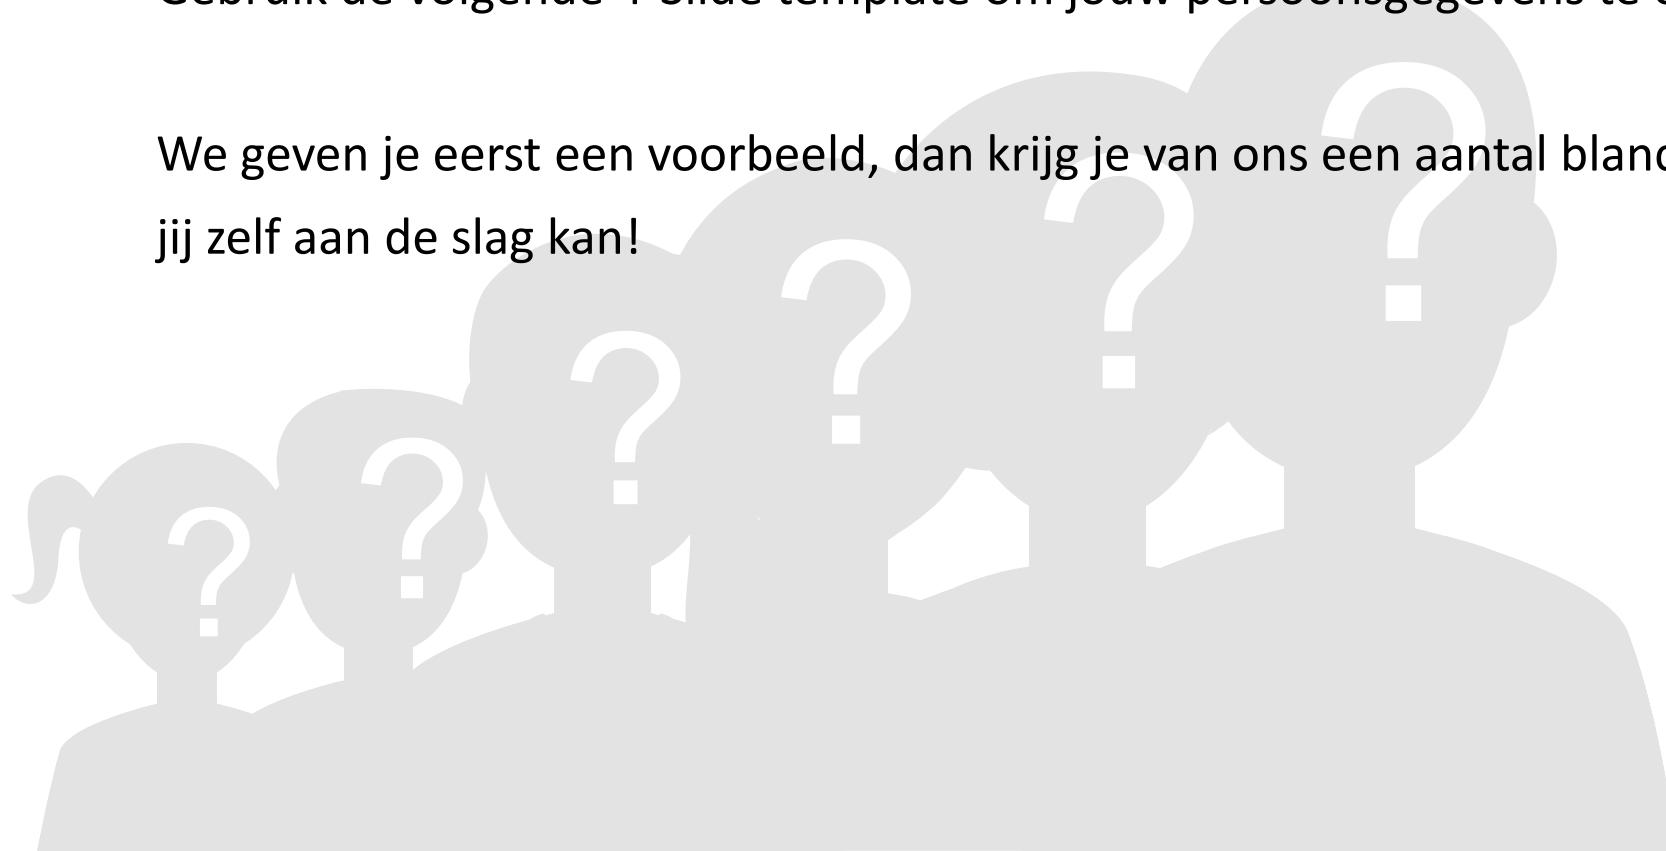 Gebruik de volgende 4 Slide template om jouw persoonsgegevens te
We geven je eerst een voorbeeld, dan krijg je van ons een aantal
jij zelf aan de slag kan!
? ? ? ? ? ?